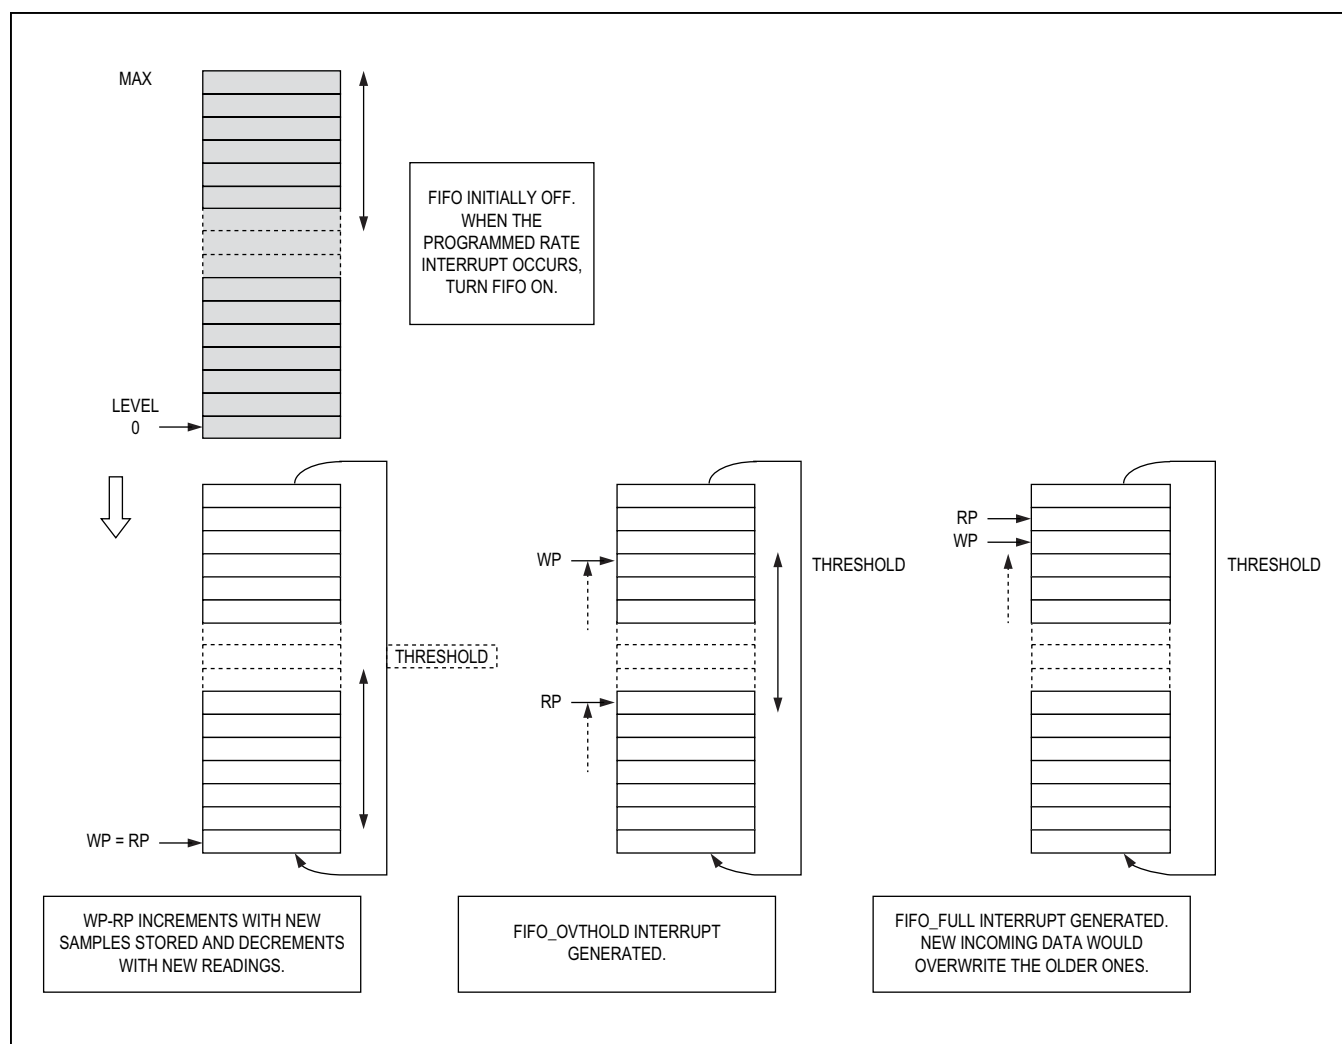 MAX
FIFO INITIALLY OFF.
WHEN THE
PROGRAMMED RATE
INTERRUPT OCCURS,
TURN FIFO ON.
LEVEL
0
THRESHOLD
WP = RP
WP-RP INCREMENTS WITH NEW
SAMPLES STORED AND DECREMENTS
WITH NEW READINGS.
WP
THRESHOLD
RP
FIFO_OVTHOLD INTERRUPT
GENERATED.
RP
WP
THRESHOLD
FIFO_FULL INTERRUPT GENERATED.
NEW INCOMING DATA WOULD
OVERWRITE THE OLDER ONES.